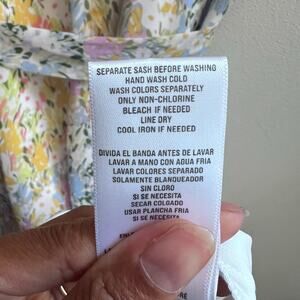 SEPARATE SASH BEFORE WASHING
HAND WASH COLD
WASH COLORS SEPARATELY
ONLY NON-CHLORINE
BLEACH IF NEEDED
LINE DRY
COOL IRON IF NEEDED
DIVIDA EL BANDA ANTES DE LAVAR
LAVAR A MANO CON AGUA FRIA
LAVAR COLORES SEPARADO
SOLAMENTE BLANQUEADOR
SIN CLORO
SI SE NECESITA
SECAR COLGADO
USAR PLANCHA FRIA
SI SE NECESITA